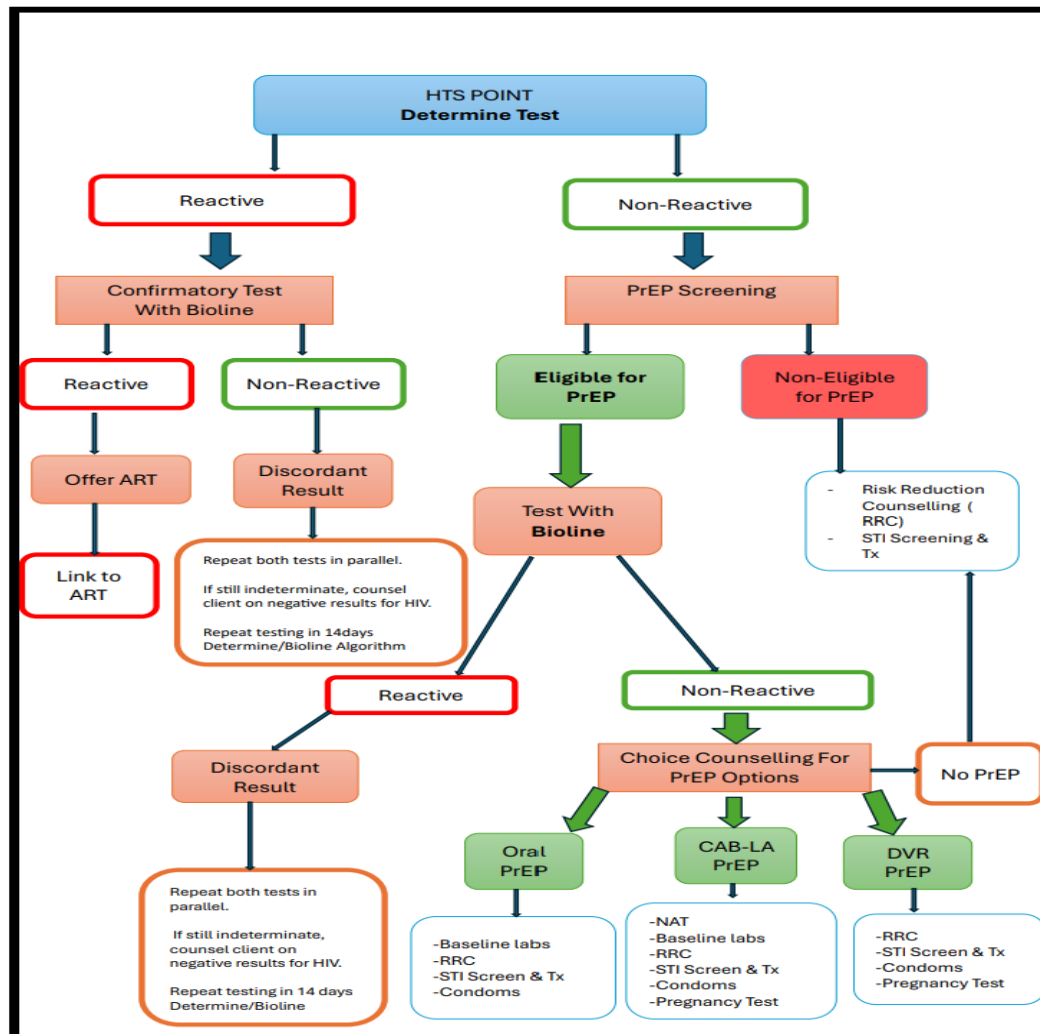 HTS POINT
Determine Test
Reactive
Non-Reactive
Confirmatory Test
With Bioline
PrEP Screening
Reactive
Non-Reactive
Eligible for
PrEP
Non-Eligible
for PrEP
Offer ART
Discordant
Result
Test With
Bioline
- Risk Reduction
Counselling (
RRC)
- STI Screening &
Tx
Link to
ART
Repeat both tests in parallel.
If still indeterminate, counsel
client on negative results for HIV.
Repeat testing in 14days
Determine/Bioline Algorithm
Reactive
Non-Reactive
Discordant
Result
Choice Counselling For
PrEP Options
No PrEP
Oral
PrEP
CAB-LA
PrEP
DVR
PrEP
Repeat both tests in
parallel.
If still indeterminate,
counsel client on
negative results for HIV.
Repeat testing in 14 days
Determine/Bioline
-Baseline labs
-RRC
-STI Screen & Tx
-Condoms
-NAT
-Baseline labs
-RRC
-STI Screen & Tx
-Condoms
-Pregnancy Test
-RRC
-STI Screen & Tx
-Condoms
-Pregnancy Test